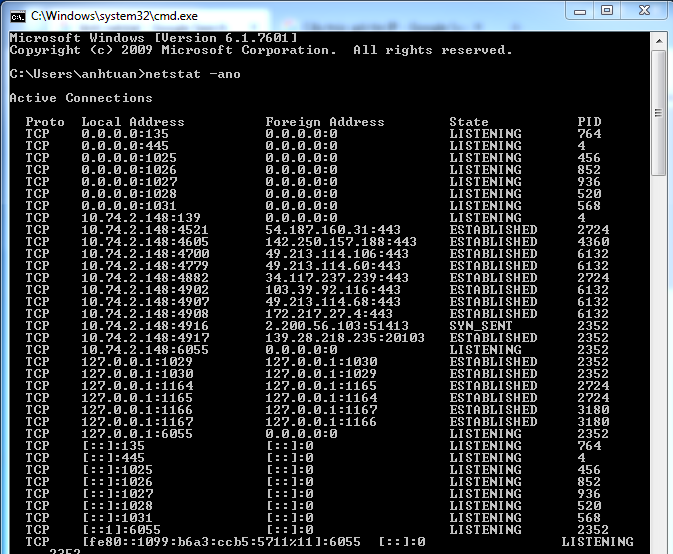 C:\Windows\system32\cmd.exe
Microsoft Windows [Version 6.1.7601]
Copyright (c) 2009 Microsoft Corporation.  All rights reserved.
C:\Users\anhtuan>netstat -ano
Active Connections
Proto  Local Address          Foreign Address        State           PID
TCP    0.0.0.0:135            0.0.0.0:0              LISTENING       764
TCP    0.0.0.0:445            0.0.0.0:0              LISTENING       4
TCP    0.0.0.0:1025           0.0.0.0:0              LISTENING       456
TCP    0.0.0.0:1026           0.0.0.0:0              LISTENING       852
TCP    0.0.0.0:1027           0.0.0.0:0              LISTENING       936
TCP    0.0.0.0:1028           0.0.0.0:0              LISTENING       520
TCP    0.0.0.0:1031           0.0.0.0:0              LISTENING       568
TCP    10.74.2.148:139        0.0.0.0:0              LISTENING       4
TCP    10.74.2.148:4521       54.187.160.31:443      ESTABLISHED     2724
TCP    10.74.2.148:4605       142.250.157.188:443    ESTABLISHED     4360
TCP    10.74.2.148:4700       49.213.114.106:443     ESTABLISHED     6132
TCP    10.74.2.148:4779       49.213.114.60:443      ESTABLISHED     6132
TCP    10.74.2.148:4882       34.117.237.239:443     ESTABLISHED     2724
TCP    10.74.2.148:4902       103.39.92.116:443      ESTABLISHED     6132
TCP    10.74.2.148:4907       49.213.114.68:443      ESTABLISHED     6132
TCP    10.74.2.148:4908       172.217.27.4:443       ESTABLISHED     6132
TCP    10.74.2.148:4916       2.200.56.103:51413     SYN_SENT        2352
TCP    10.74.2.148:4917       139.28.218.235:20103   ESTABLISHED     2352
TCP    10.74.2.148:6055       0.0.0.0:0              LISTENING       2352
TCP    127.0.0.1:1029         127.0.0.1:1030         ESTABLISHED     2352
TCP    127.0.0.1:1030         127.0.0.1:1029         ESTABLISHED     2352
TCP    127.0.0.1:1164         127.0.0.1:1165         ESTABLISHED     2724
TCP    127.0.0.1:1165         127.0.0.1:1164         ESTABLISHED     2724
TCP    127.0.0.1:1166         127.0.0.1:1167         ESTABLISHED     3180
TCP    127.0.0.1:1167         127.0.0.1:1166         ESTABLISHED     3180
TCP    127.0.0.1:6055         0.0.0.0:0              LISTENING       2352
TCP    [::]:135               [::]:0                 LISTENING       764
TCP    [::]:445               [::]:0                 LISTENING       4
TCP    [::]:1025              [::]:0                 LISTENING       456
TCP    [::]:1026              [::]:0                 LISTENING       852
TCP    [::]:1027              [::]:0                 LISTENING       936
TCP    [::]:1028              [::]:0                 LISTENING       520
TCP    [::]:1031              [::]:0                 LISTENING       568
TCP    [::1]:6055             [::]:0                 LISTENING       2352
TCP    [fe80::1099:b6a3:ccb5:5711%11]:6055  [::]:0                 LISTENING
2352